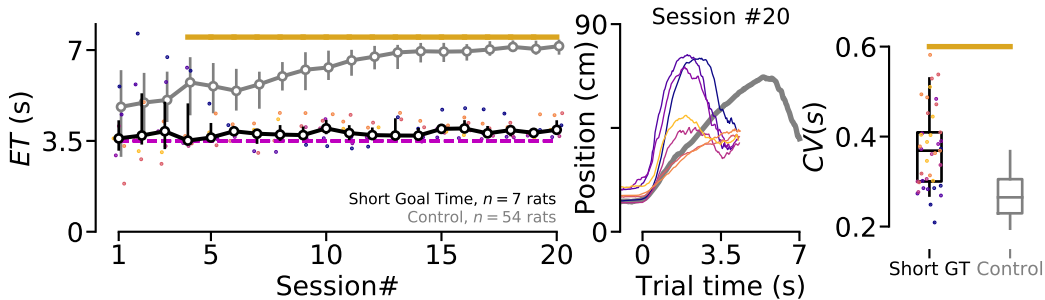 ET (s)
7
3.5
0
1
5
10
15
20
Session#
Short Goal Time, n = 7 rats
Control, n = 54 rats
Session #20
Position (cm)
90
0
0
3.5
7
Trial time (s)
CV(s)
0.6
0.4
0.2
Short GT
Control